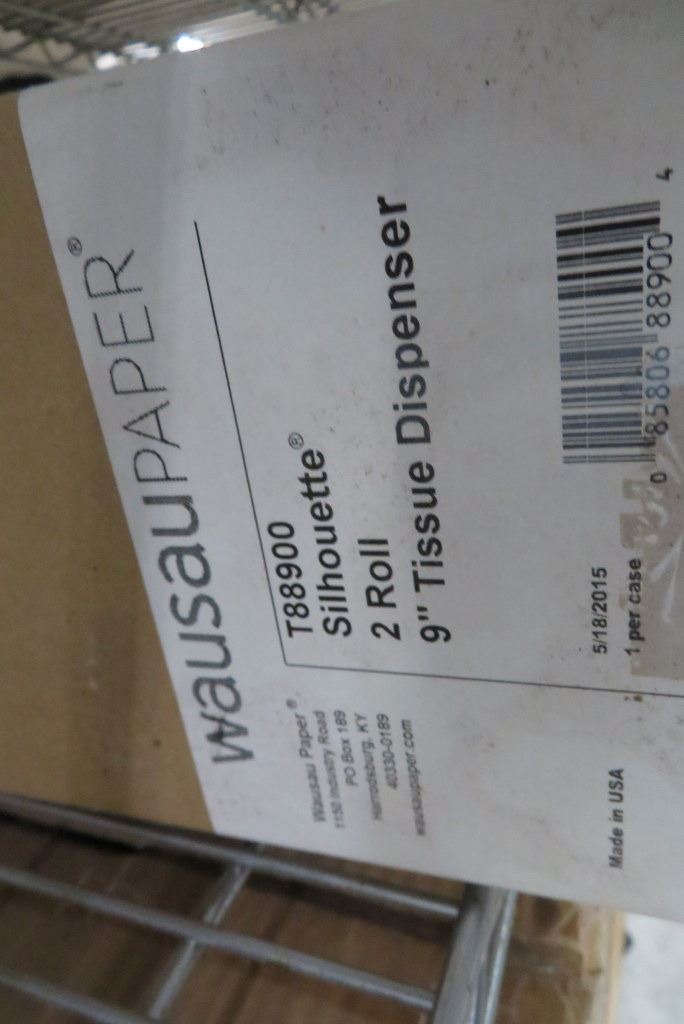 wausauPAPER®
T88900
Silhouette®
2 Roll
9" Tissue Dispenser
Wausau Paper®
1150 Industry Road
PO Box 189
Harrodsburg, KY
40330-0189
wausaupaper.com
5/18/2015
1 per case
Made in USA
0 85806 88900 4